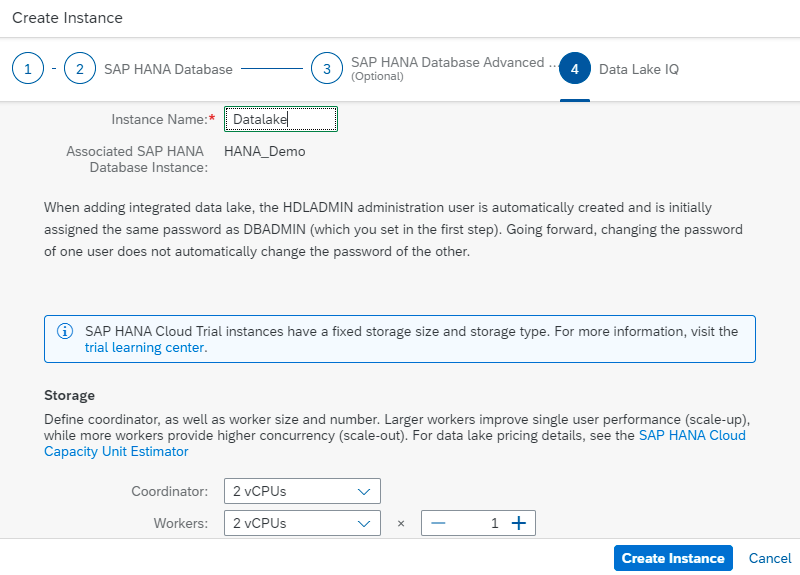 Create Instance
1 - 2 SAP HANA Database 3 SAP HANA Database Advanced ... 4 Data Lake IQ
(Optional)
Instance Name:* Datalake
Associated SAP HANA HANA_Demo
Database Instance:
When adding integrated data lake, the HDLADMIN administration user is automatically created and is initially
assigned the same password as DBADMIN (which you set in the first step). Going forward, changing the password
of one user does not automatically change the password of the other.
SAP HANA Cloud Trial instances have a fixed storage size and storage type. For more information, visit the
trial learning center.
Storage
Define coordinator, as well as worker size and number. Larger workers improve single user performance (scale-up),
while more workers provide higher concurrency (scale-out). For data lake pricing details, see the SAP HANA Cloud
Capacity Unit Estimator
Coordinator: 2 vCPUs
Workers: 2 vCPUs × — 1 +
Create Instance Cancel